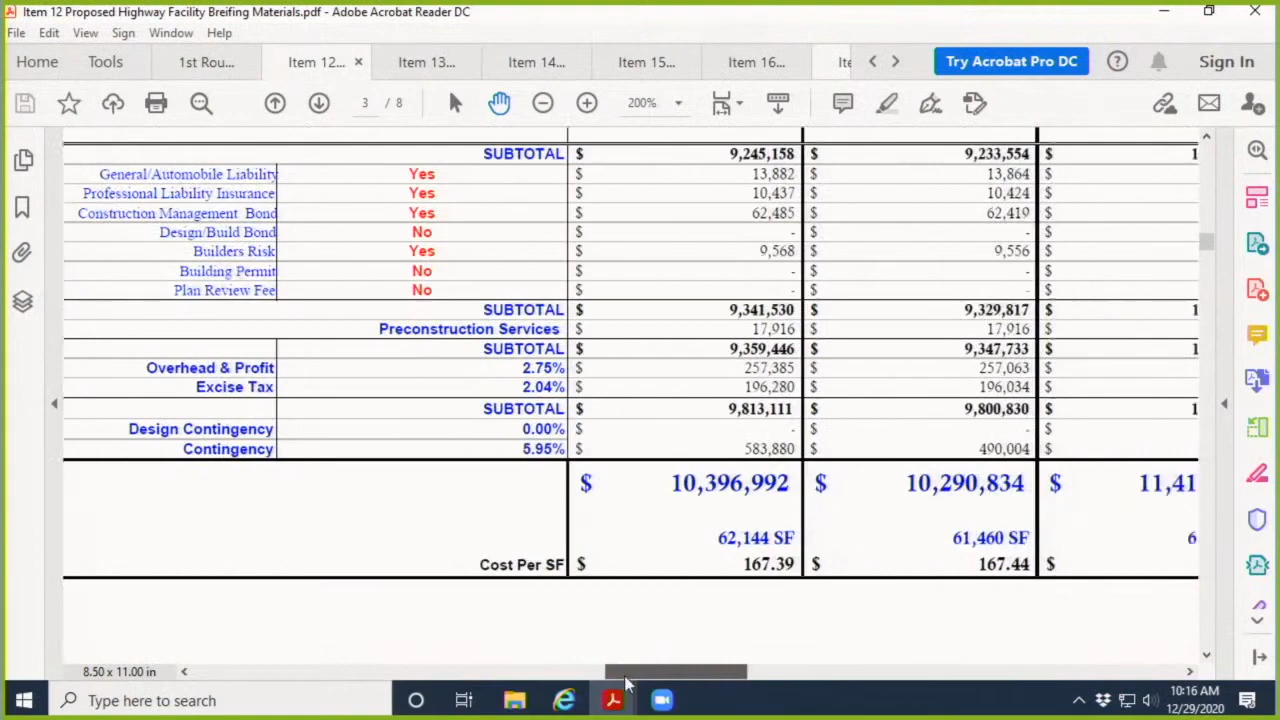 Item 12 Proposed Highway Facility Breifing Materials.pdf - Adobe Acrobat Reader DC
File Edit View Sign Window Help
Home Tools 1st Rou... Item 12... × Item 13... Item 14... Item 15... Item 16... Try Acrobat Pro DC Sign In
3 / 8 200%
SUBTOTAL $ 9,245,158 $ 9,233,554 $ 1
General/Automobile Liability Yes $ 13,882 $ 13,864 $
Professional Liability Insurance Yes $ 10,437 $ 10,424 $
Construction Management Bond Yes $ 62,485 $ 62,419 $
Design/Build Bond No $ - $ - $
Builders Risk Yes $ 9,568 $ 9,556 $
Building Permit No $ - $ - $
Plan Review Fee No $ - $ - $
SUBTOTAL $ 9,341,530 $ 9,329,817 $ 1
Preconstruction Services $ 17,916 $ 17,916 $
SUBTOTAL $ 9,359,446 $ 9,347,733 $ 1
Overhead & Profit 2.75% $ 257,385 $ 257,063 $
Excise Tax 2.04% $ 196,280 $ 196,034 $
SUBTOTAL $ 9,813,111 $ 9,800,830 $ 1
Design Contingency 0.00% $ - $ - $
Contingency 5.95% $ 583,880 $ 490,004 $
$ 10,396,992 $ 10,290,834 $ 11,41
62,144 SF 61,460 SF 6
Cost Per SF $ 167.39 $ 167.44 $
8.50 x 11.00 in
Type here to search 10:16 AM
12/29/2020